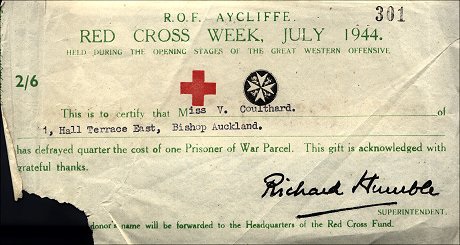 R.O.F. AYCLIFFE.
301
RED CROSS WEEK, JULY 1944.
HELD DURING THE OPENING STAGES OF THE GREAT WESTERN OFFENSIVE
2/6
This is to certify that Miss V. Coulthard. of
1, Hall Terrace East, Bishop Auckland.
has defrayed quarter the cost of one Prisoner of War Parcel. This gift is acknowledged with
grateful thanks.
Richard Humble
SUPERINTENDENT.
donor's name will be forwarded to the Headquarters of the Red Cross Fund.